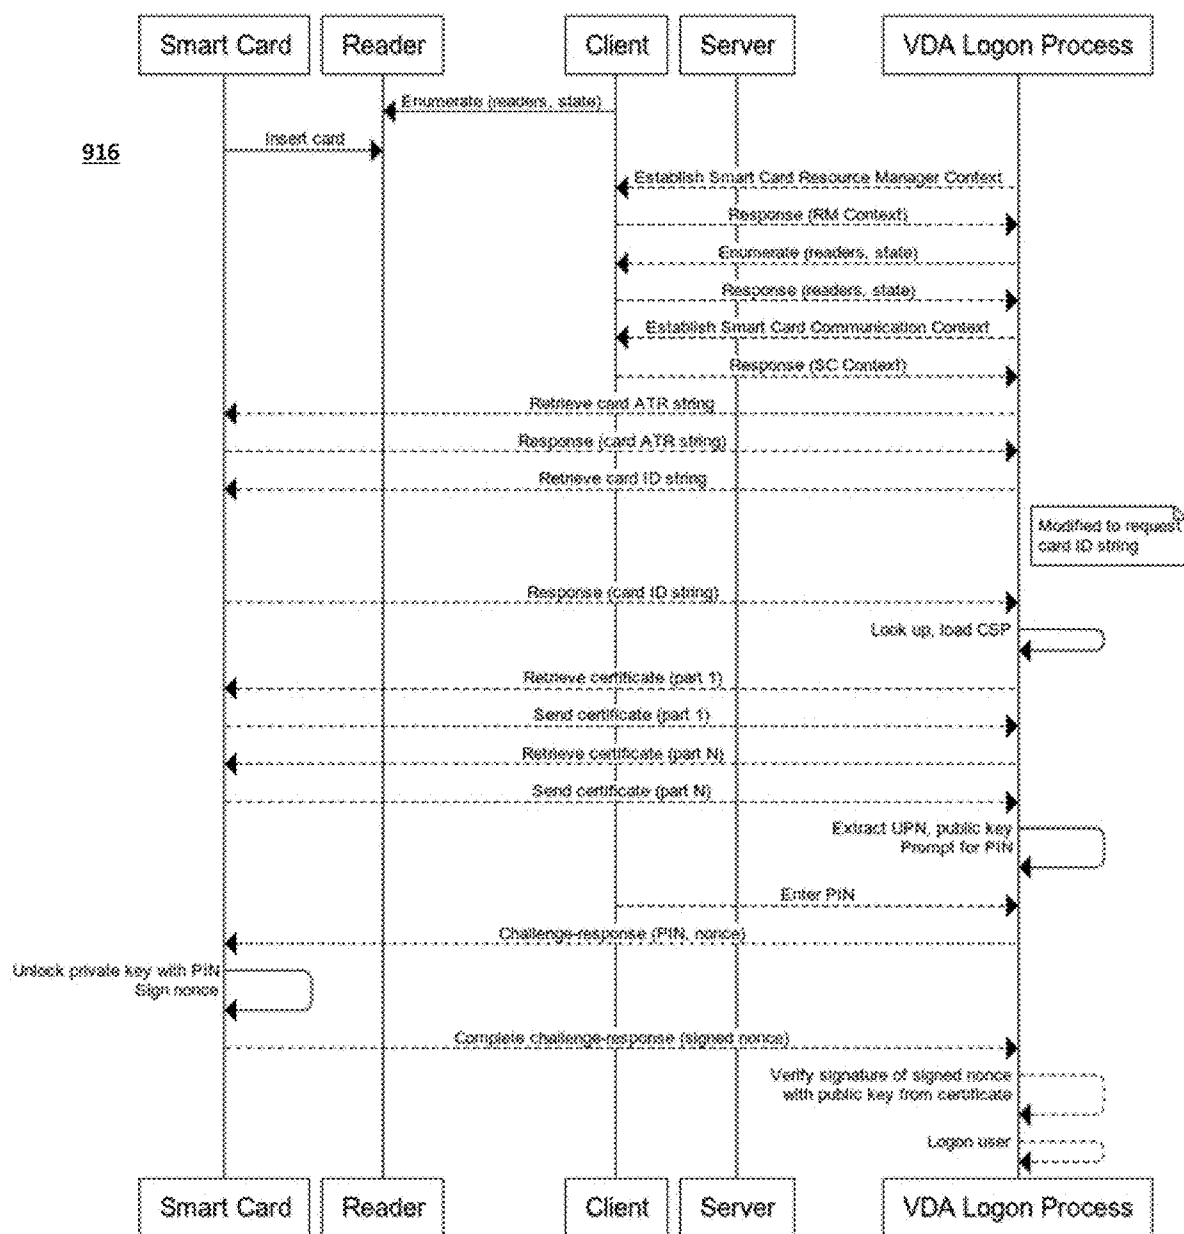 Smart Card Reader Client Server VDA Logon Process
Enumerate (readers, state)
Insert card
916
Establish Smart Card Resource Manager Context
Response (RM Context)
Enumerate (readers, state)
Response (readers, state)
Establish Smart Card Communication Context
Response (SC Context)
Retrieve card ATR string
Response (card ATR string)
Retrieve card ID string
Modified to request
card ID string
Response (card ID string)
Look up, load CSP
Retrieve certificate (part 1)
Send certificate (part 1)
Retrieve certificate (part N)
Send certificate (part N)
Extract UPN, public key
Prompt for PIN
Enter PIN
Challenge-response (PIN, nonce)
Unlock private key with PIN
Sign nonce
Complete challenge-response (signed nonce)
Verify signature of signed nonce
with public key from certificate
Logon user
Smart Card Reader Client Server VDA Logon Process